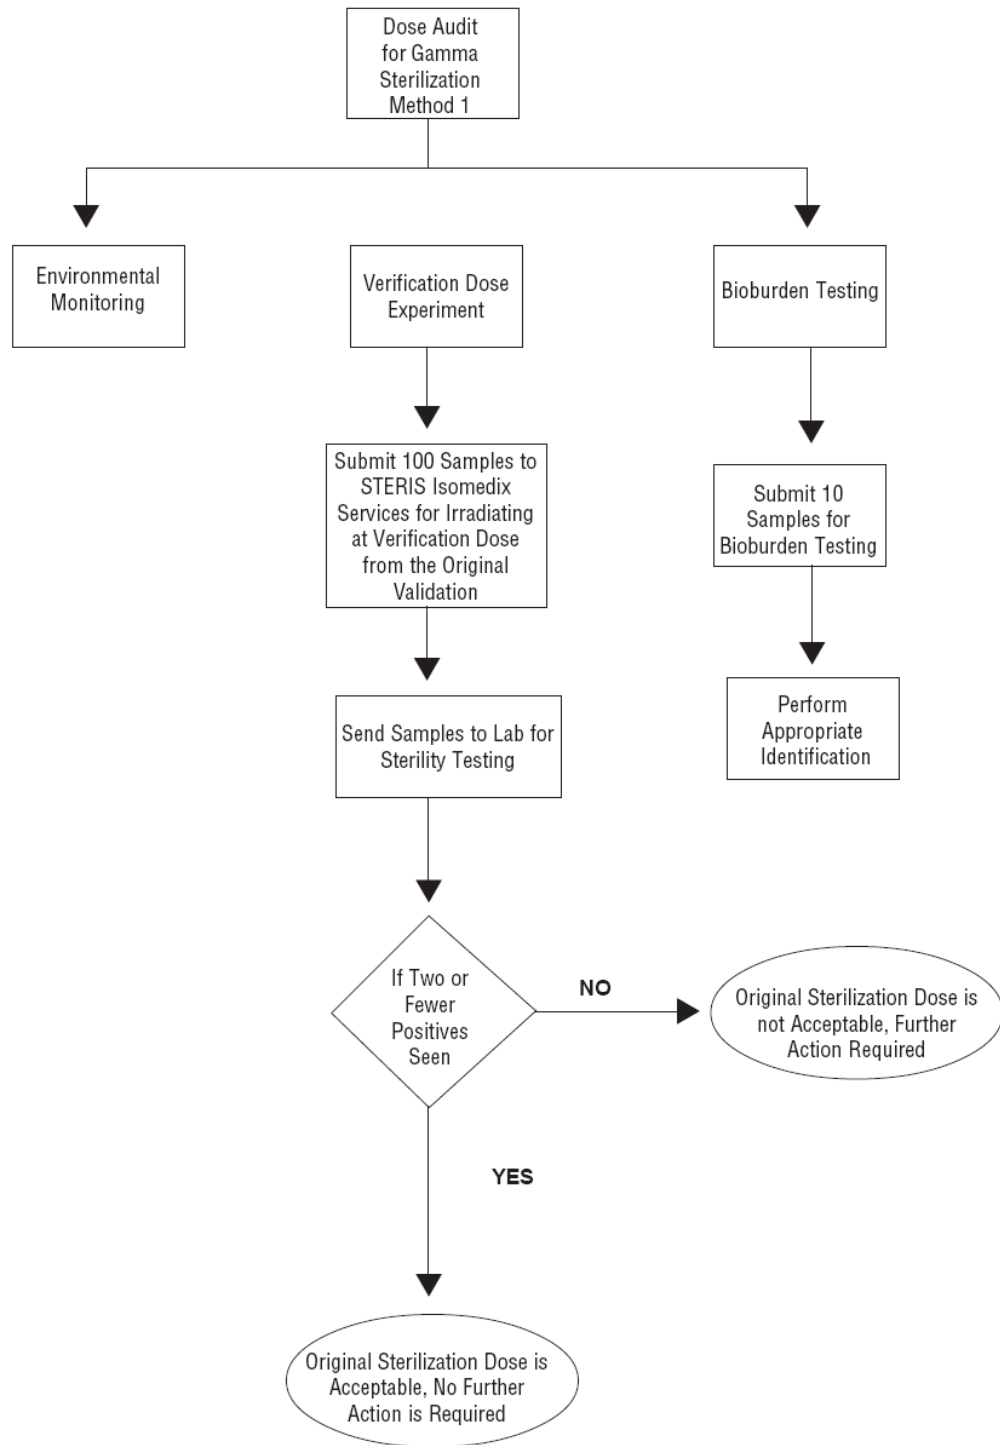 Dose Audit
for Gamma
Sterilization
Method 1
Environmental
Monitoring
Verification Dose
Experiment
Bioburden Testing
Submit 100 Samples to
STERIS Isomedix
Services for Irradiating
at Verification Dose
from the Original
Validation
Submit 10
Samples for
Bioburden Testing
Send Samples to Lab for
Sterility Testing
Perform
Appropriate
Identification
If Two or
Fewer
Positives
Seen
NO
Original Sterilization Dose is
not Acceptable, Further
Action Required
YES
Original Sterilization Dose is
Acceptable, No Further
Action is Required